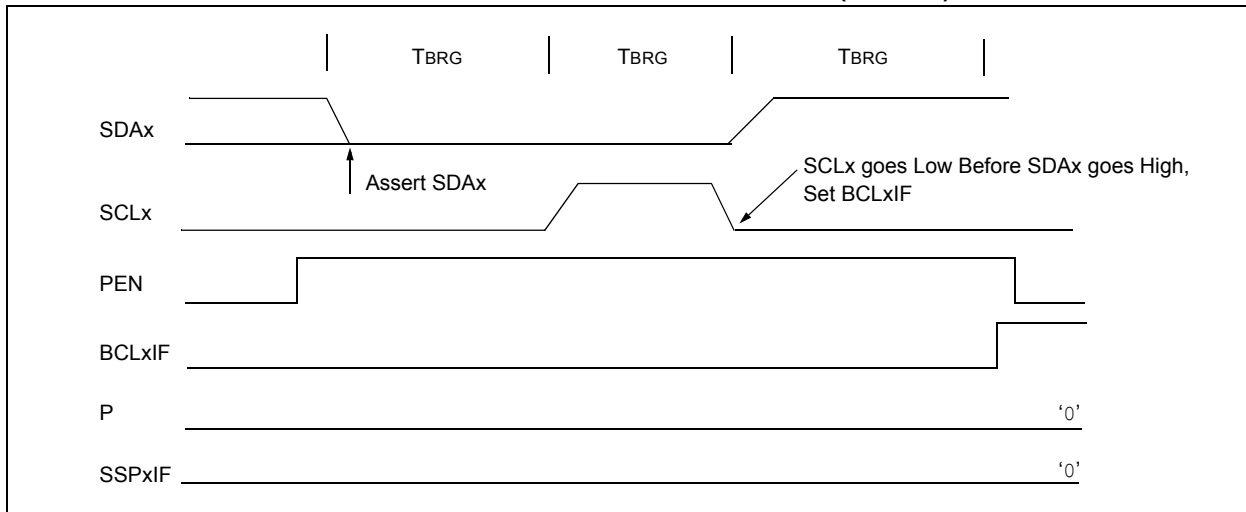 TBRG TBRG TBRG
SDAx
Assert SDAx
SCLx goes Low Before SDAx goes High,
Set BCLxIF
SCLx
PEN
BCLxIF
P
‘0’
SSPxIF
‘0’